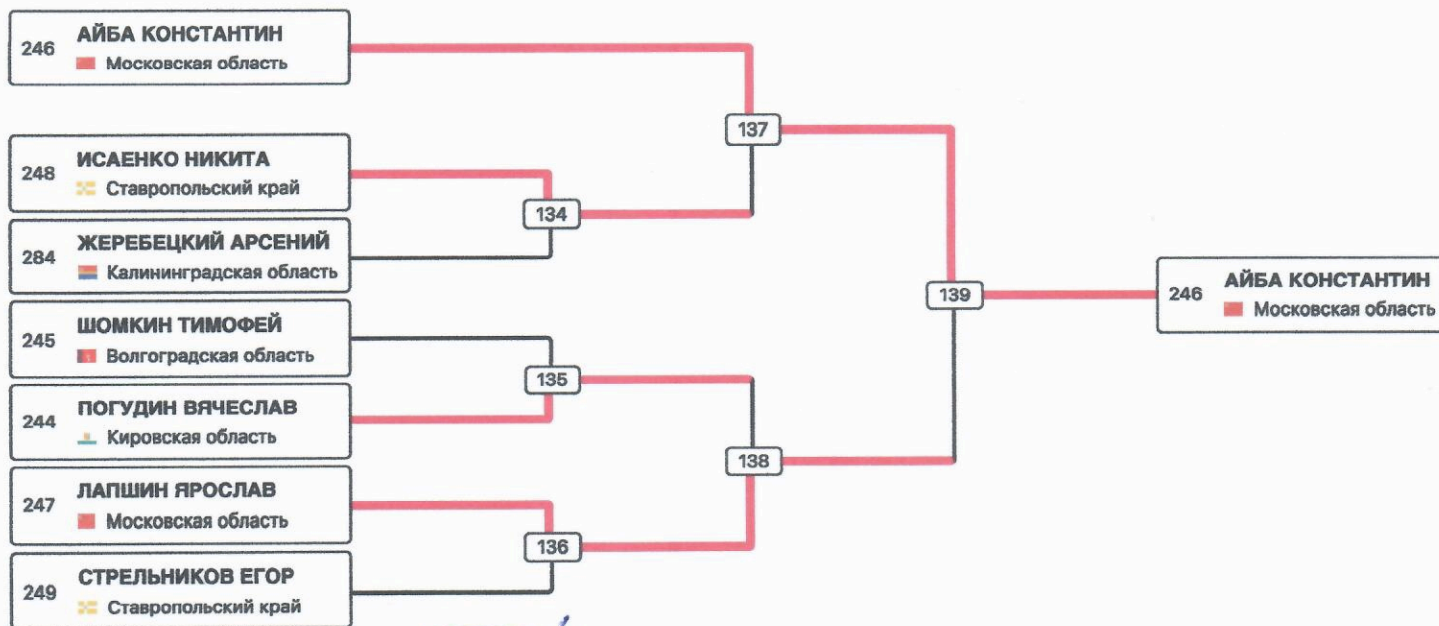 246 АЙБА КОНСТАНТИН
Московская область
137
248 ИСАЕНКО НИКИТА
Ставропольский край
134
284 ЖЕРЕБЕЦКИЙ АРСЕНИЙ
Калининградская область
139
246 АЙБА КОНСТАНТИН
Московская область
245 ШОМКИН ТИМОФЕЙ
Волгоградская область
135
244 ПОГУДИН ВЯЧЕСЛАВ
Кировская область
138
247 ЛАПШИН ЯРОСЛАВ
Московская область
136
249 СТРЕЛЬНИКОВ ЕГОР
Ставропольский край